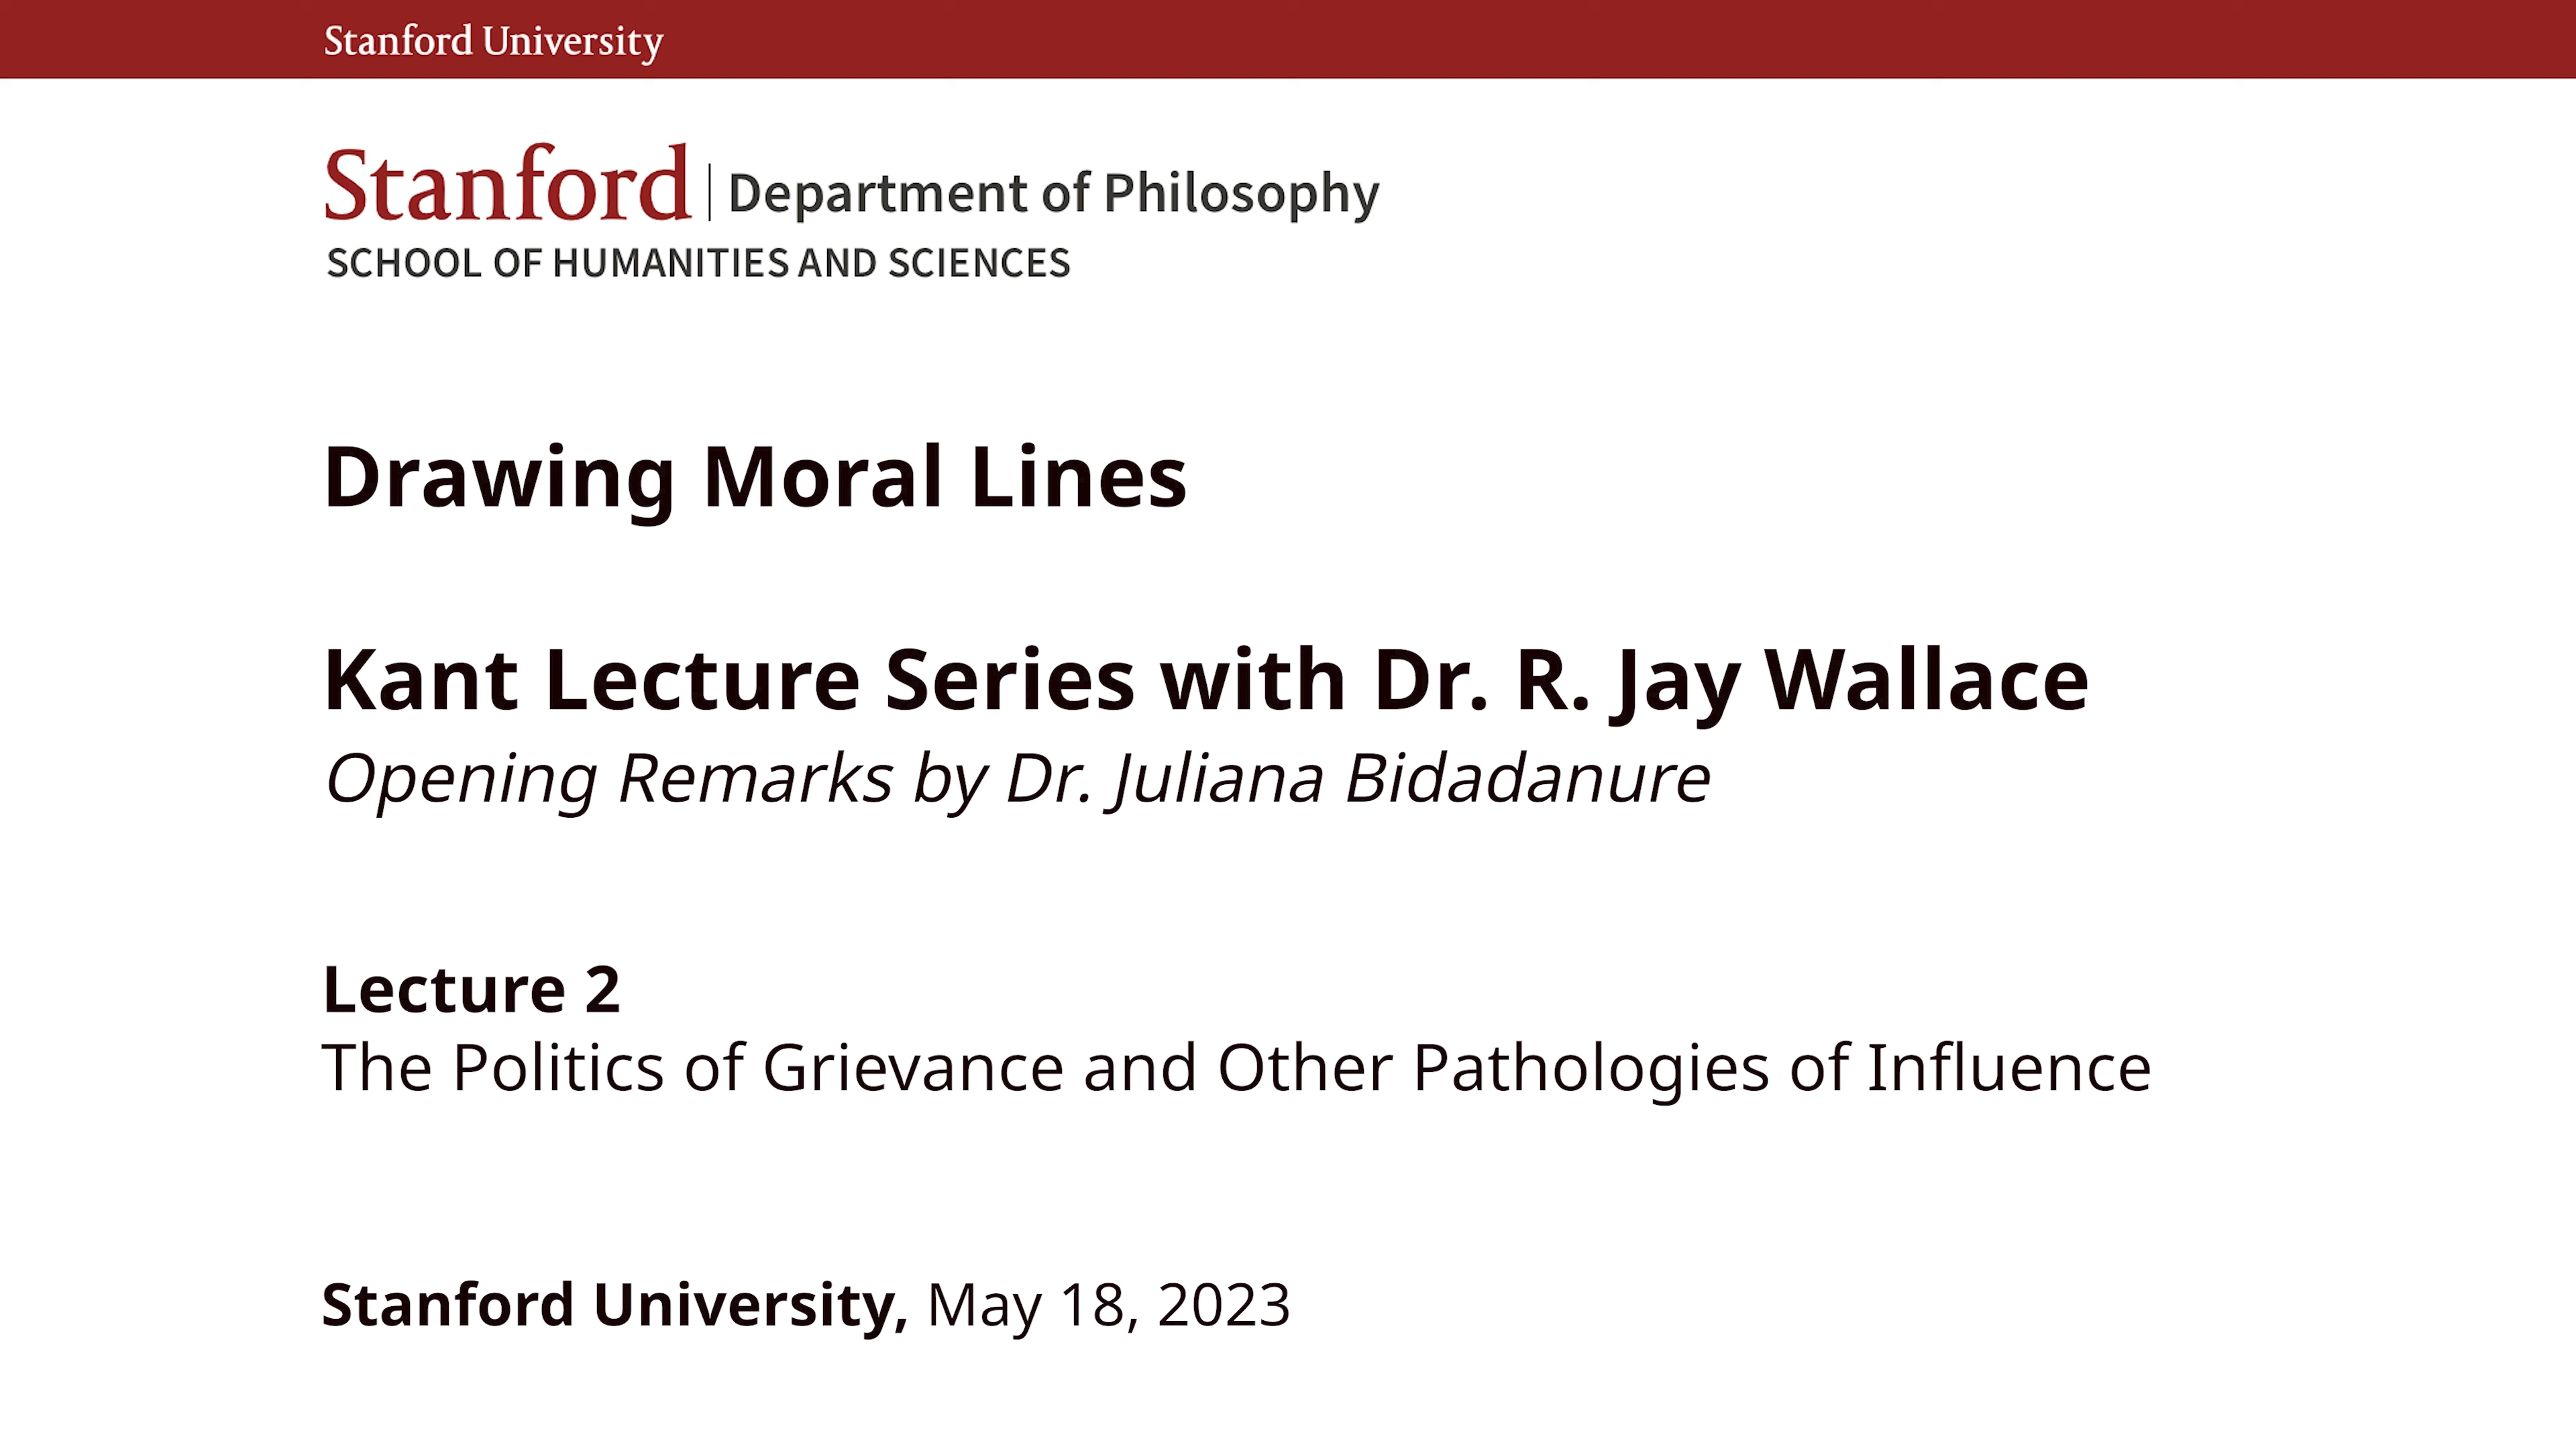 Stanford University
Stanford | Department of Philosophy
SCHOOL OF HUMANITIES AND SCIENCES
Drawing Moral Lines
Kant Lecture Series with Dr. R. Jay Wallace
Opening Remarks by Dr. Juliana Bidadanure
Lecture 2
The Politics of Grievance and Other Pathologies of Influence
Stanford University, May 18, 2023